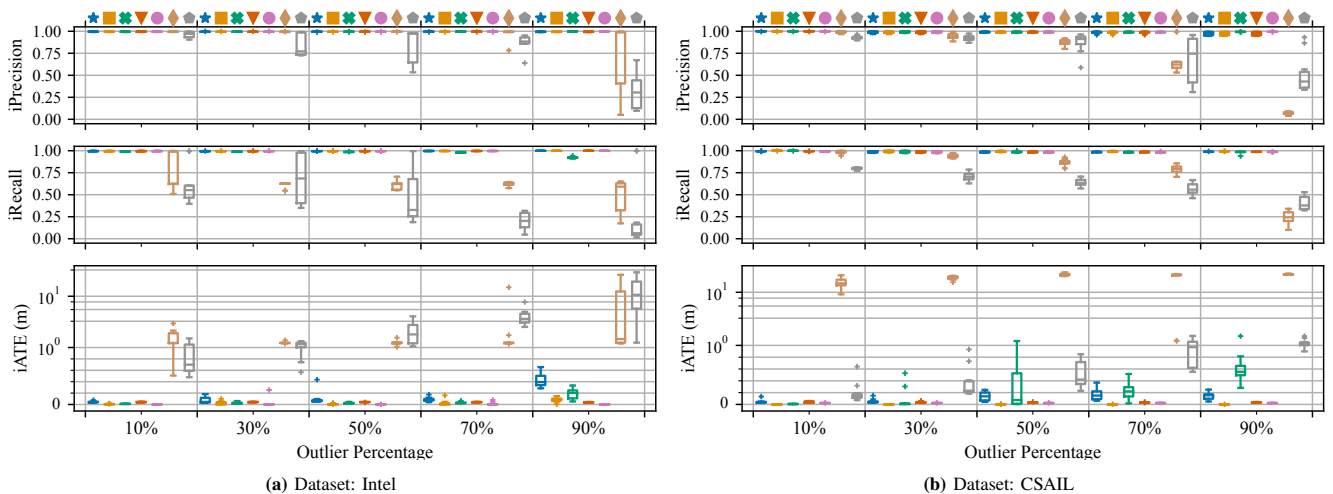 iPrecision
1.00
0.75
0.50
0.25
0.00
iRecall
1.00
0.75
0.50
0.25
0.00
iATE (m)
10¹
10⁰
0
10% 30% 50% 70% 90%
Outlier Percentage
(a) Dataset: Intel
iPrecision
1.00
0.75
0.50
0.25
0.00
iRecall
1.00
0.75
0.50
0.25
0.00
iATE (m)
10¹
10⁰
0
10% 30% 50% 70% 90%
Outlier Percentage
(b) Dataset: CSAIL